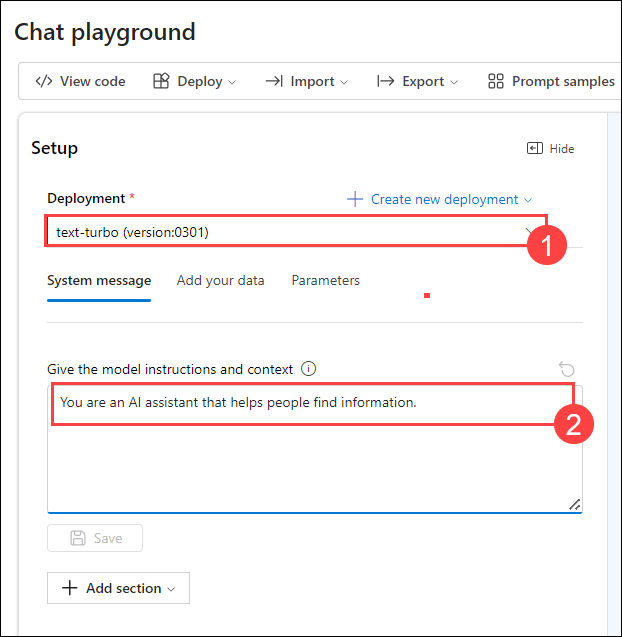 Chat playground
View code Deploy Import Export Prompt samples
Setup Hide
Deployment * Create new deployment
text-turbo (version:0301)
1
System message Add your data Parameters
Give the model instructions and context
You are an AI assistant that helps people find information.
2
Save
Add section